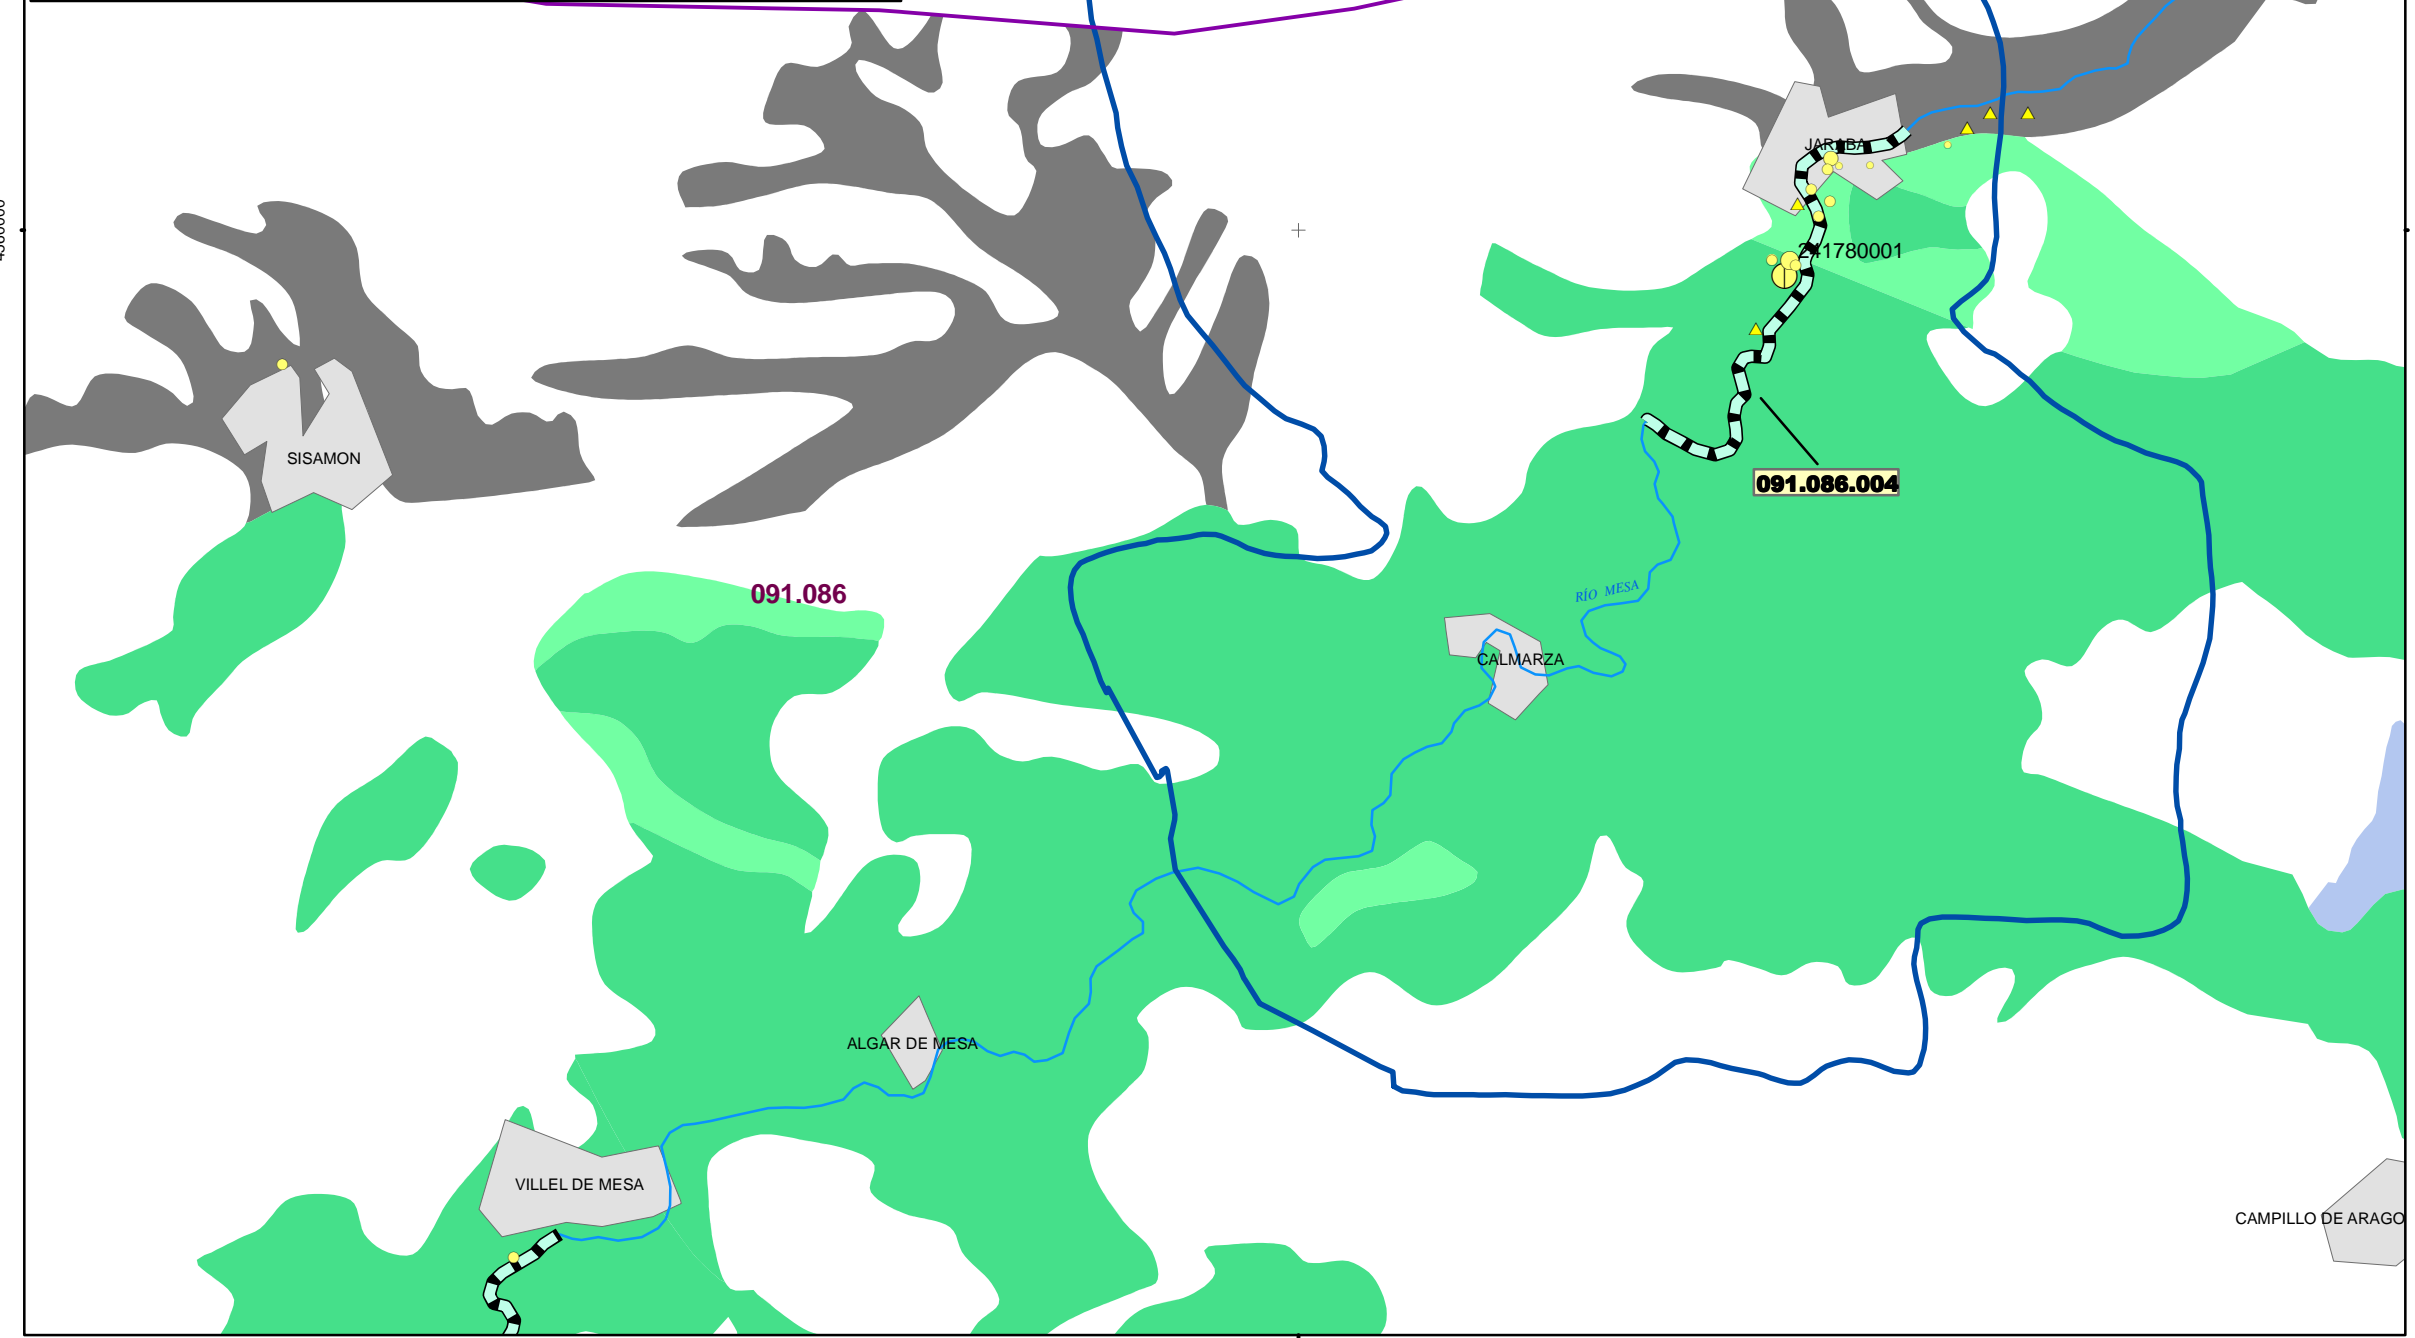 JARABA
241780001
SISAMON
091.086.004
091.086
RÍO MESA
CALMARZA
ALGAR DE MESA
VILLEL DE MESA
CAMPILLO DE ARAGO